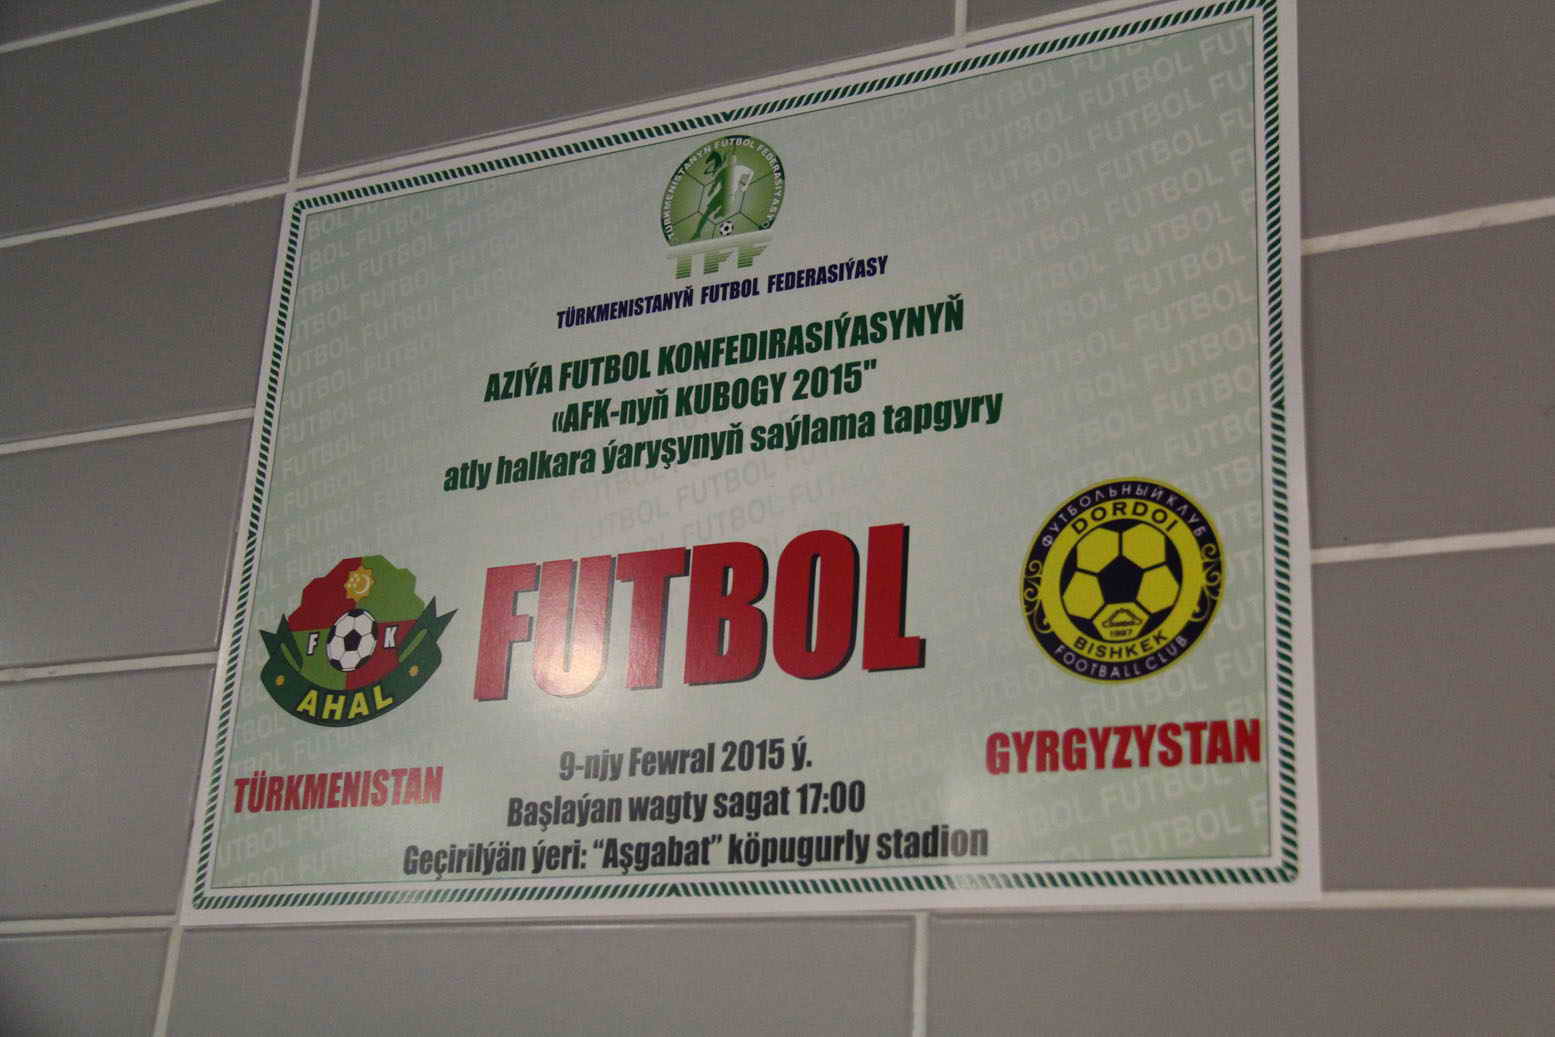 TÜRKMENISTANYŇ FUTBOL FEDERASIÝASY
TFF
TÜRKMENISTANYŇ FUTBOL FEDERASIÝASY
AZIÝA FUTBOL KONFEDIRASIÝASYNYŇ
«AFK-nyň KUBOGY 2015"
atly halkara ýaryşynyň saýlama tapgyry
FUTBOL
F K
AHAL
TÜRKMENISTAN
ФУТБОЛЬНЫЙ КЛУБ
DORDOI
1997
BISHKEK
FOOTBALL CLUB
GYRGYZYSTAN
9-njy Fewral 2015 ý.
Başlaýan wagty sagat 17:00
Geçirilýän ýeri: “Aşgabat” köpugurly stadion